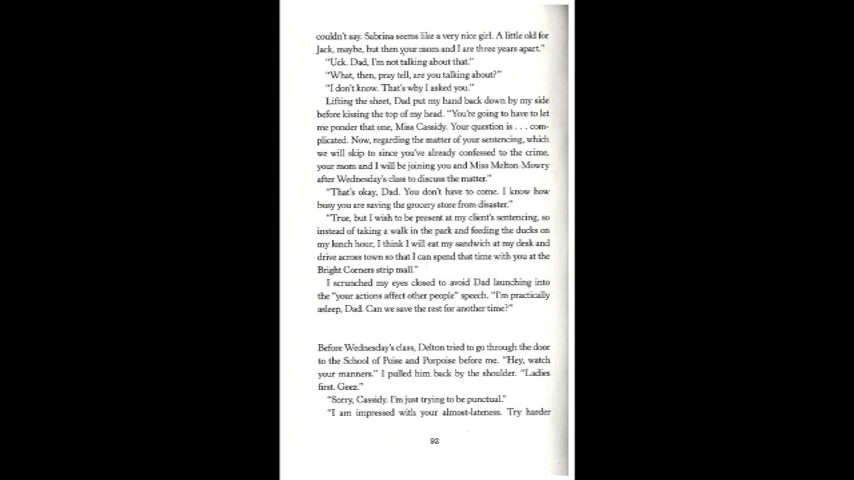 couldn't say. Sabrina seems like a very nice girl. A little old for
Jack, maybe, but then your mom and I are three years apart."
"Uck. Dad, I'm not talking about that."
"What, then, pray tell, are you talking about?"
"I don't know. That's why I asked you."
Lifting the sheet, Dad put my hand back down by my side
before kissing the top of my head. "You're going to have to let
me ponder that one, Miss Cassidy. Your question is . . . com-
plicated. Now, regarding the matter of your sentencing, which
we will skip to since you've already confessed to the crime,
your mom and I will be joining you and Miss Melton-Mowry
after Wednesday's class to discuss the matter."
"That's okay, Dad. You don't have to come. I know how
busy you are saving the grocery store from disaster."
"True, but I wish to be present at my client's sentencing, so
instead of taking a walk in the park and feeding the ducks on
my lunch hour, I think I will eat my sandwich at my desk and
drive across town so that I can spend that time with you at the
Bright Corners strip mall."
I scrunched my eyes closed to avoid Dad launching into
the "your actions affect other people" speech. "I'm practically
asleep, Dad. Can we save the rest for another time?"
Before Wednesday's class, Delton tried to go through the door
to the School of Poise and Porpoise before me. "Hey, watch
your manners." I pulled him back by the shoulder. "Ladies
first. Geez."
"Sorry, Cassidy. I'm just trying to be punctual."
"I am impressed with your almost-lateness. Try harder
92